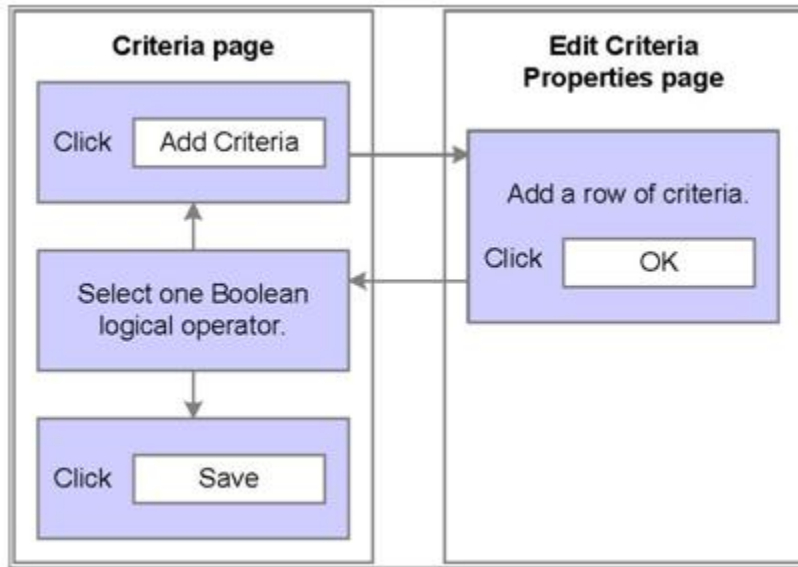 Criteria page
Click Add Criteria
Select one Boolean
logical operator.
Click Save
Edit Criteria
Properties page
Add a row of criteria.
Click OK